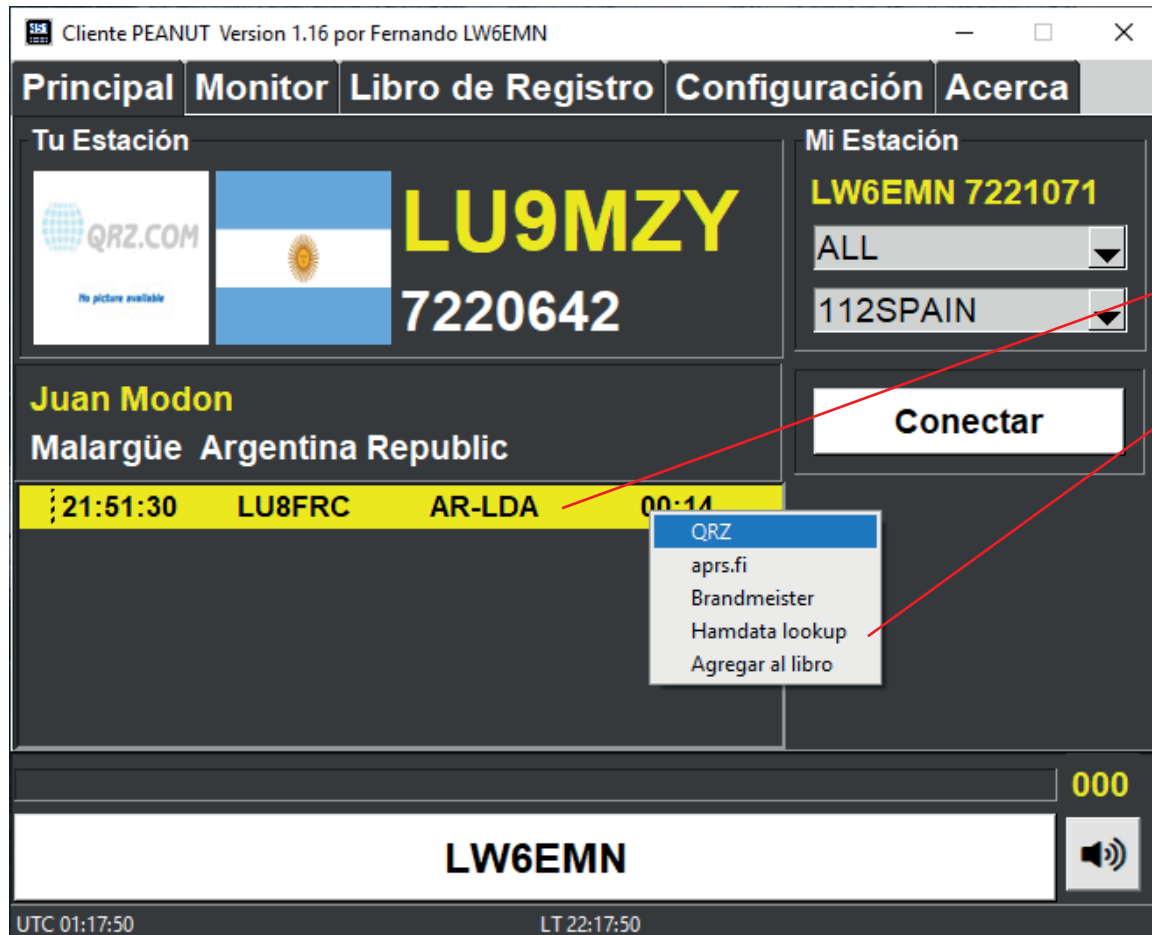 Cliente PEANUT Version 1.16 por Fernando LW6EMN
Principal Monitor Libro de Registro Configuración Acerca
Tu Estación
QRZ.COM
No picture available
LU9MZY
7220642
Mi Estación
LW6EMN 7221071
ALL
112SPAIN
Juan Modon
Malargüe Argentina Republic
Conectar
21:51:30 LU8FRC AR-LDA 00:14
QRZ
aprs.fi
Brandmeister
Hamdata lookup
Agregar al libro
000
LW6EMN
UTC 01:17:50 LT 22:17:50